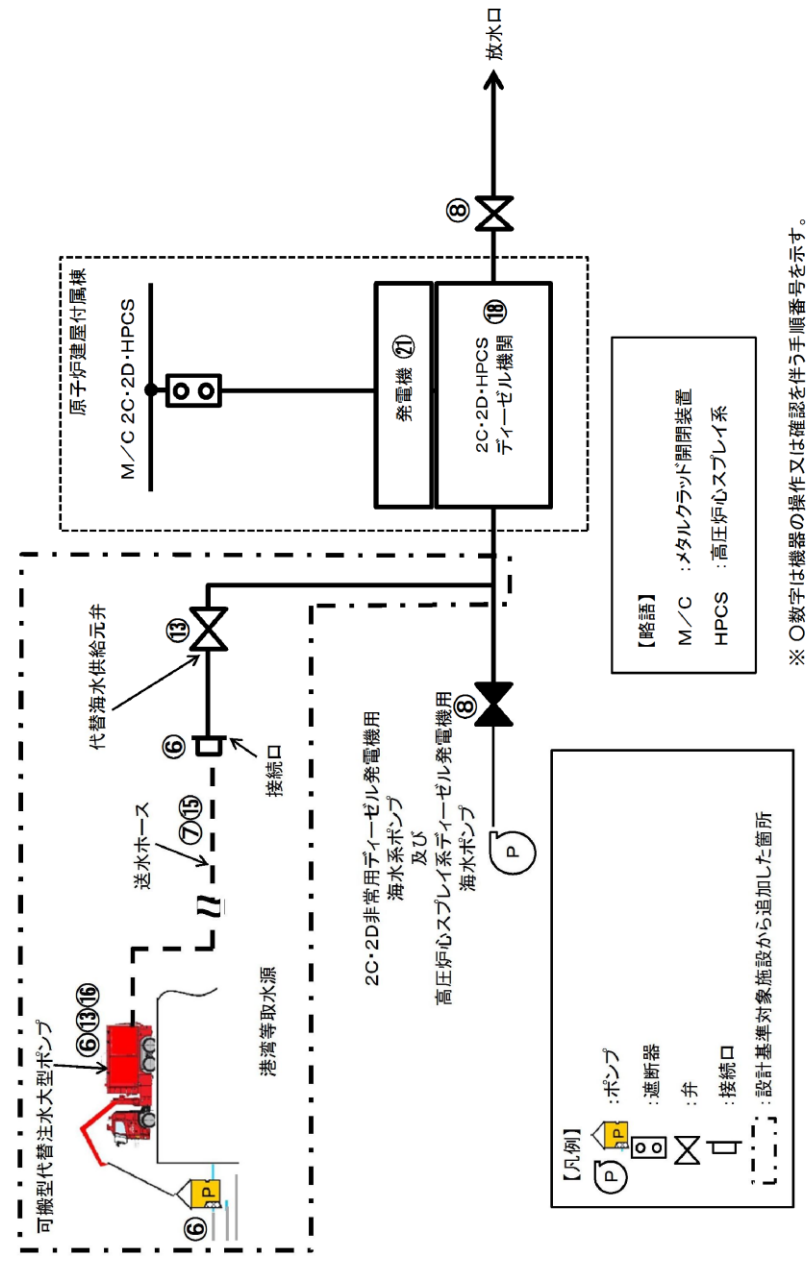 可搬型代替注水大型ポンプ
⑥⑬⑯
⑥
P
港湾等取水源
送水ホース
⑦⑮
⑥
接続口
代替海水供給元弁
⑬
原子炉建屋付属棟
M/C 2C・2D・HPCS
発電機 ㉑
2C・2D・HPCS
ディーゼル機関
⑱
⑧
放水口
2C・2D非常用ディーゼル発電機用
海水系ポンプ
及び
高圧炉心スプレイ系ディーゼル発電機用
海水ポンプ
⑧
P
【凡例】
P P :ポンプ
:遮断器
:弁
:接続口
:設計基準対象施設から追加した箇所
【略語】
M/C :メタルクラッド開閉装置
HPCS :高圧炉心スプレイ系
※ ○数字は機器の操作又は確認を伴う手順番号を示す。